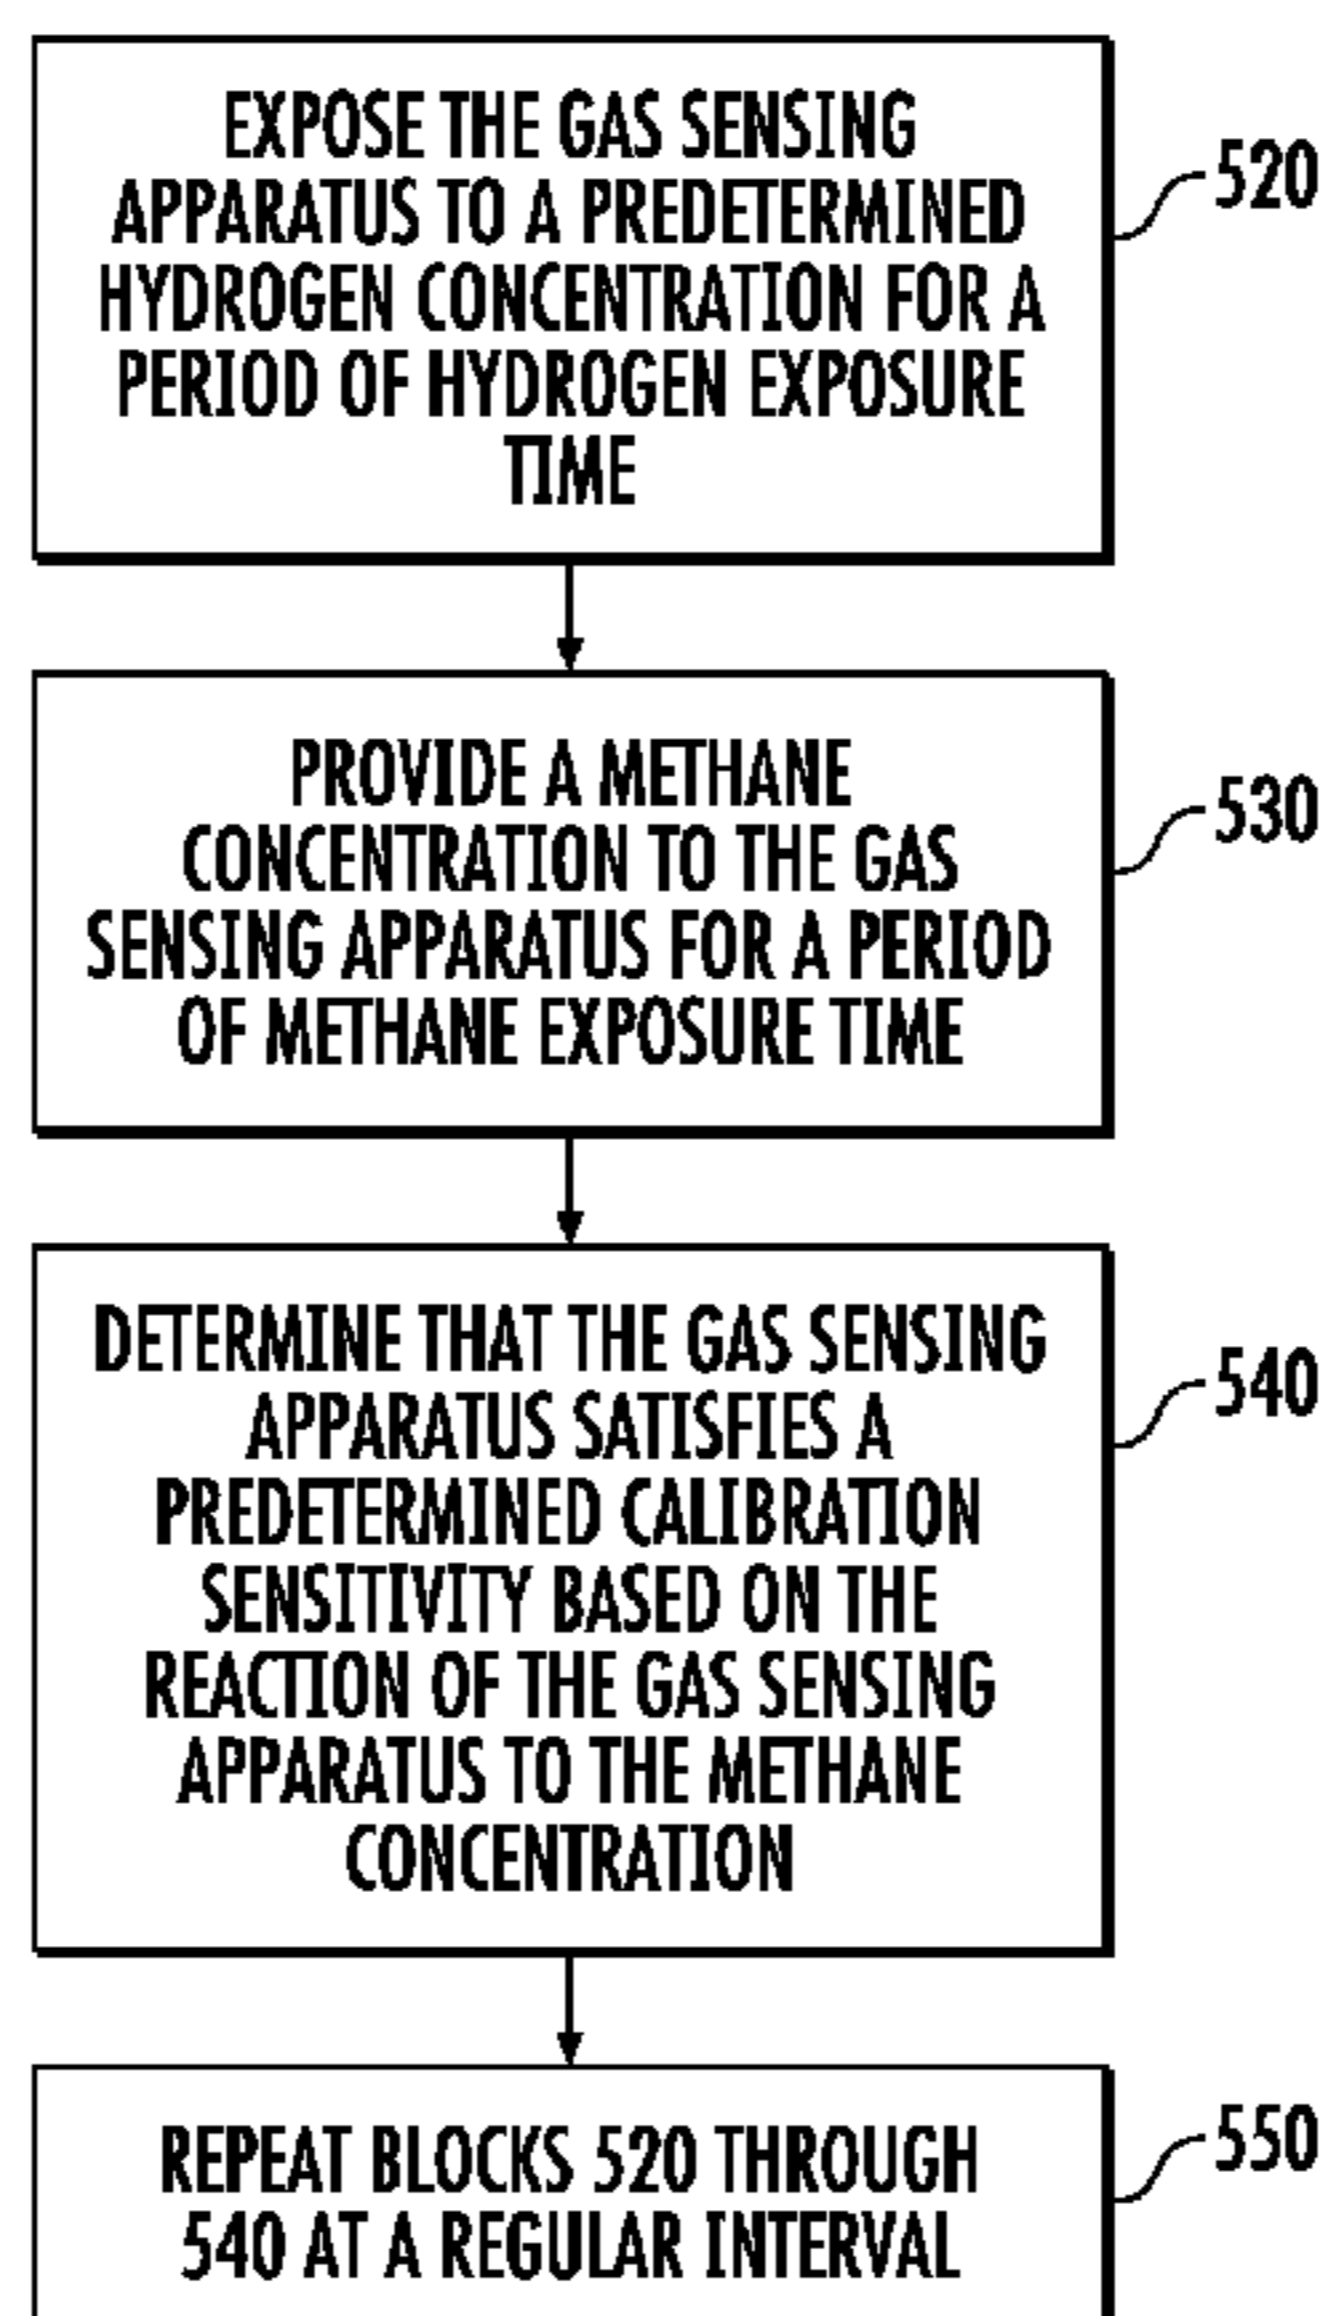 EXPOSE THE GAS SENSING
APPARATUS TO A PREDETERMINED
HYDROGEN CONCENTRATION FOR A
PERIOD OF HYDROGEN EXPOSURE
TIME
520
PROVIDE A METHANE
CONCENTRATION TO THE GAS
SENSING APPARATUS FOR A PERIOD
OF METHANE EXPOSURE TIME
530
DETERMINE THAT THE GAS SENSING
APPARATUS SATISFIES A
PREDETERMINED CALIBRATION
SENSITIVITY BASED ON THE
REACTION OF THE GAS SENSING
APPARATUS TO THE METHANE
CONCENTRATION
540
REPEAT BLOCKS 520 THROUGH
540 AT A REGULAR INTERVAL
550